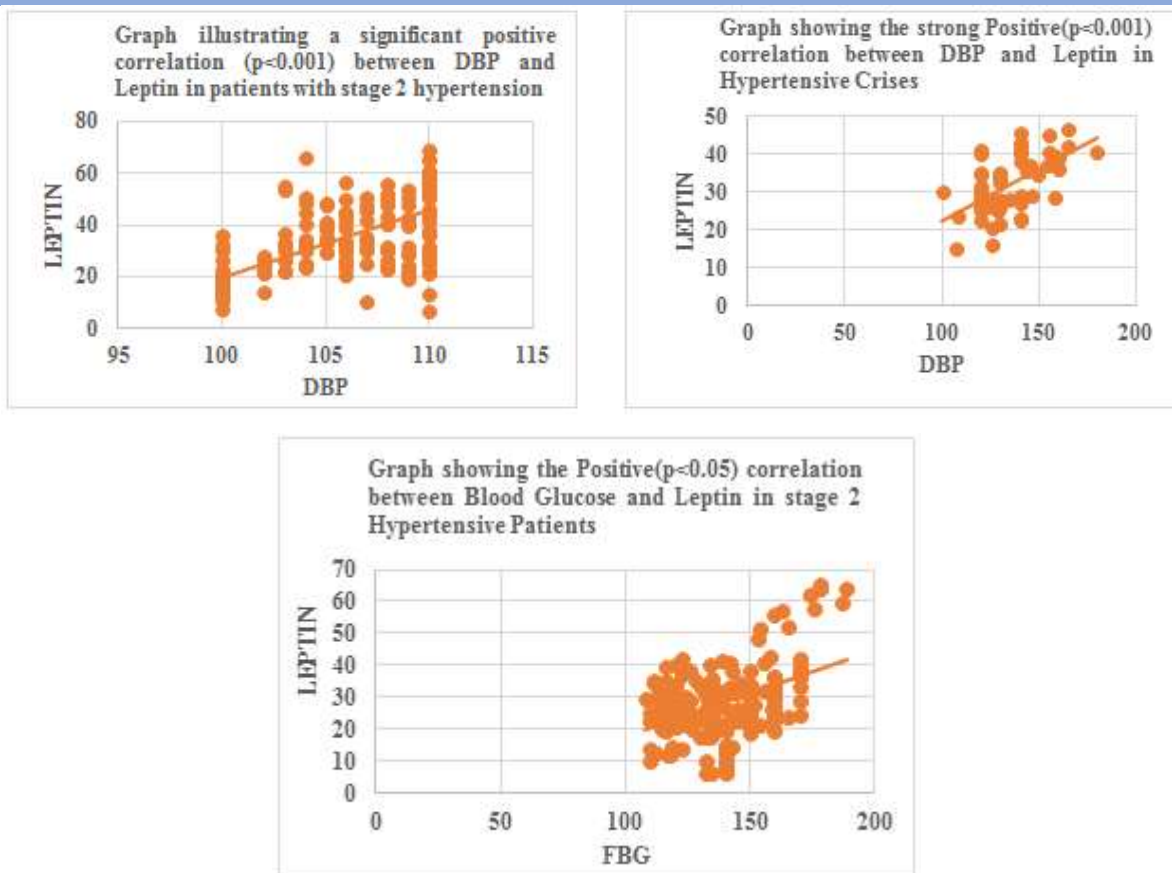 Graph illustrating a significant positive
correlation (p<0.001) between DBP and
Leptin in patients with stage 2 hypertension
80
60
40
20
0
LEPTIN
95 100 105 110 115
DBP
Graph showing the strong Positive(p<0.001)
correlation between DBP and Leptin in
Hypertensive Crises
50
40
30
20
10
0
LEPTIN
0 50 100 150 200
DBP
Graph showing the Positive(p<0.05) correlation
between Blood Glucose and Leptin in stage 2
Hypertensive Patients
70
60
50
40
30
20
10
0
LEPTIN
0 50 100 150 200
FBG